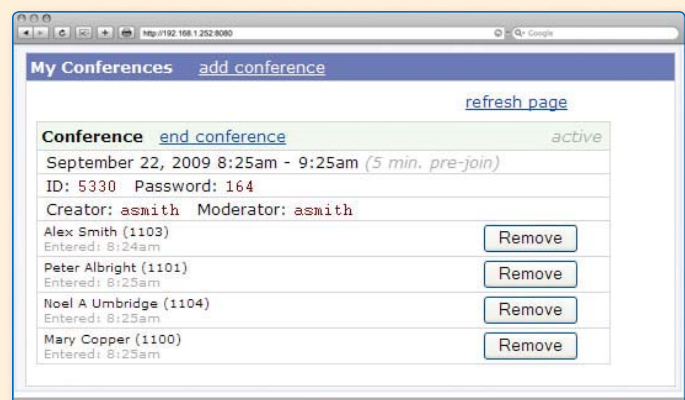 http://192.168.1.252:8080
Google
My Conferences add conference
refresh page
Conference end conference active
September 22, 2009 8:25am - 9:25am (5 min. pre-join)
ID: 5330 Password: 164
Creator: asmith Moderator: asmith
Alex Smith (1103)
Entered: 8:24am
Remove
Peter Albright (1101)
Entered: 8:25am
Remove
Noel A Umbridge (1104)
Entered: 8:25am
Remove
Mary Copper (1100)
Entered: 8:25am
Remove